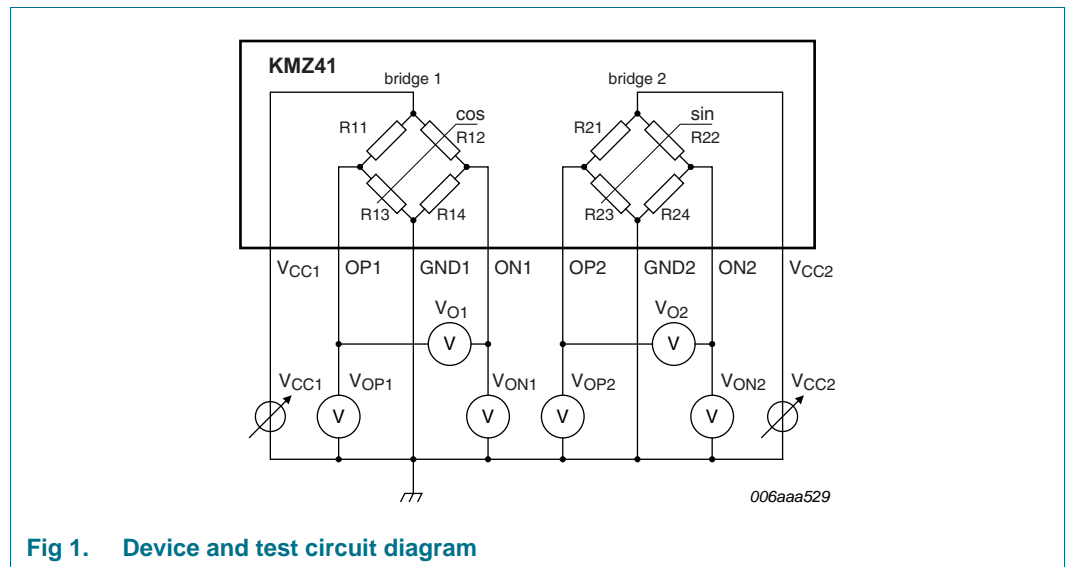 KMZ41
bridge 1
bridge 2
cos
sin
R11
R12
R21
R22
R13
R14
R23
R24
VCC1
OP1
GND1
ON1
OP2
GND2
ON2
VCC2
VO1
VO2
V
V
VCC1
VOP1
VON1
VOP2
VON2
VCC2
V
V
V
V
006aaa529
Fig 1. Device and test circuit diagram